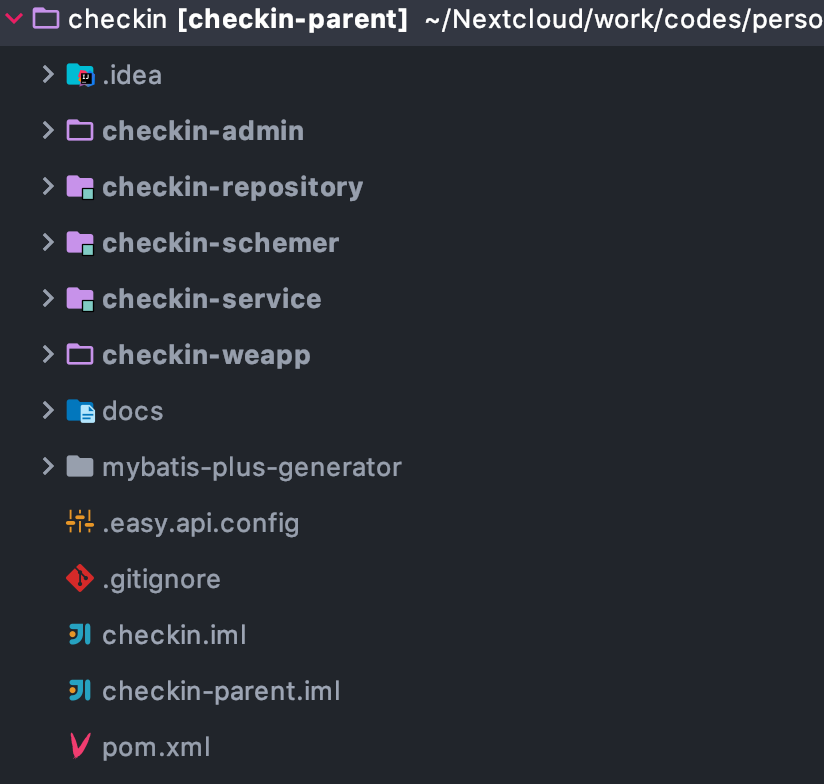 checkin [checkin-parent] ~/Nextcloud/work/codes/perso
.idea
checkin-admin
checkin-repository
checkin-schemer
checkin-service
checkin-weapp
docs
mybatis-plus-generator
.easy.api.config
.gitignore
checkin.iml
checkin-parent.iml
pom.xml